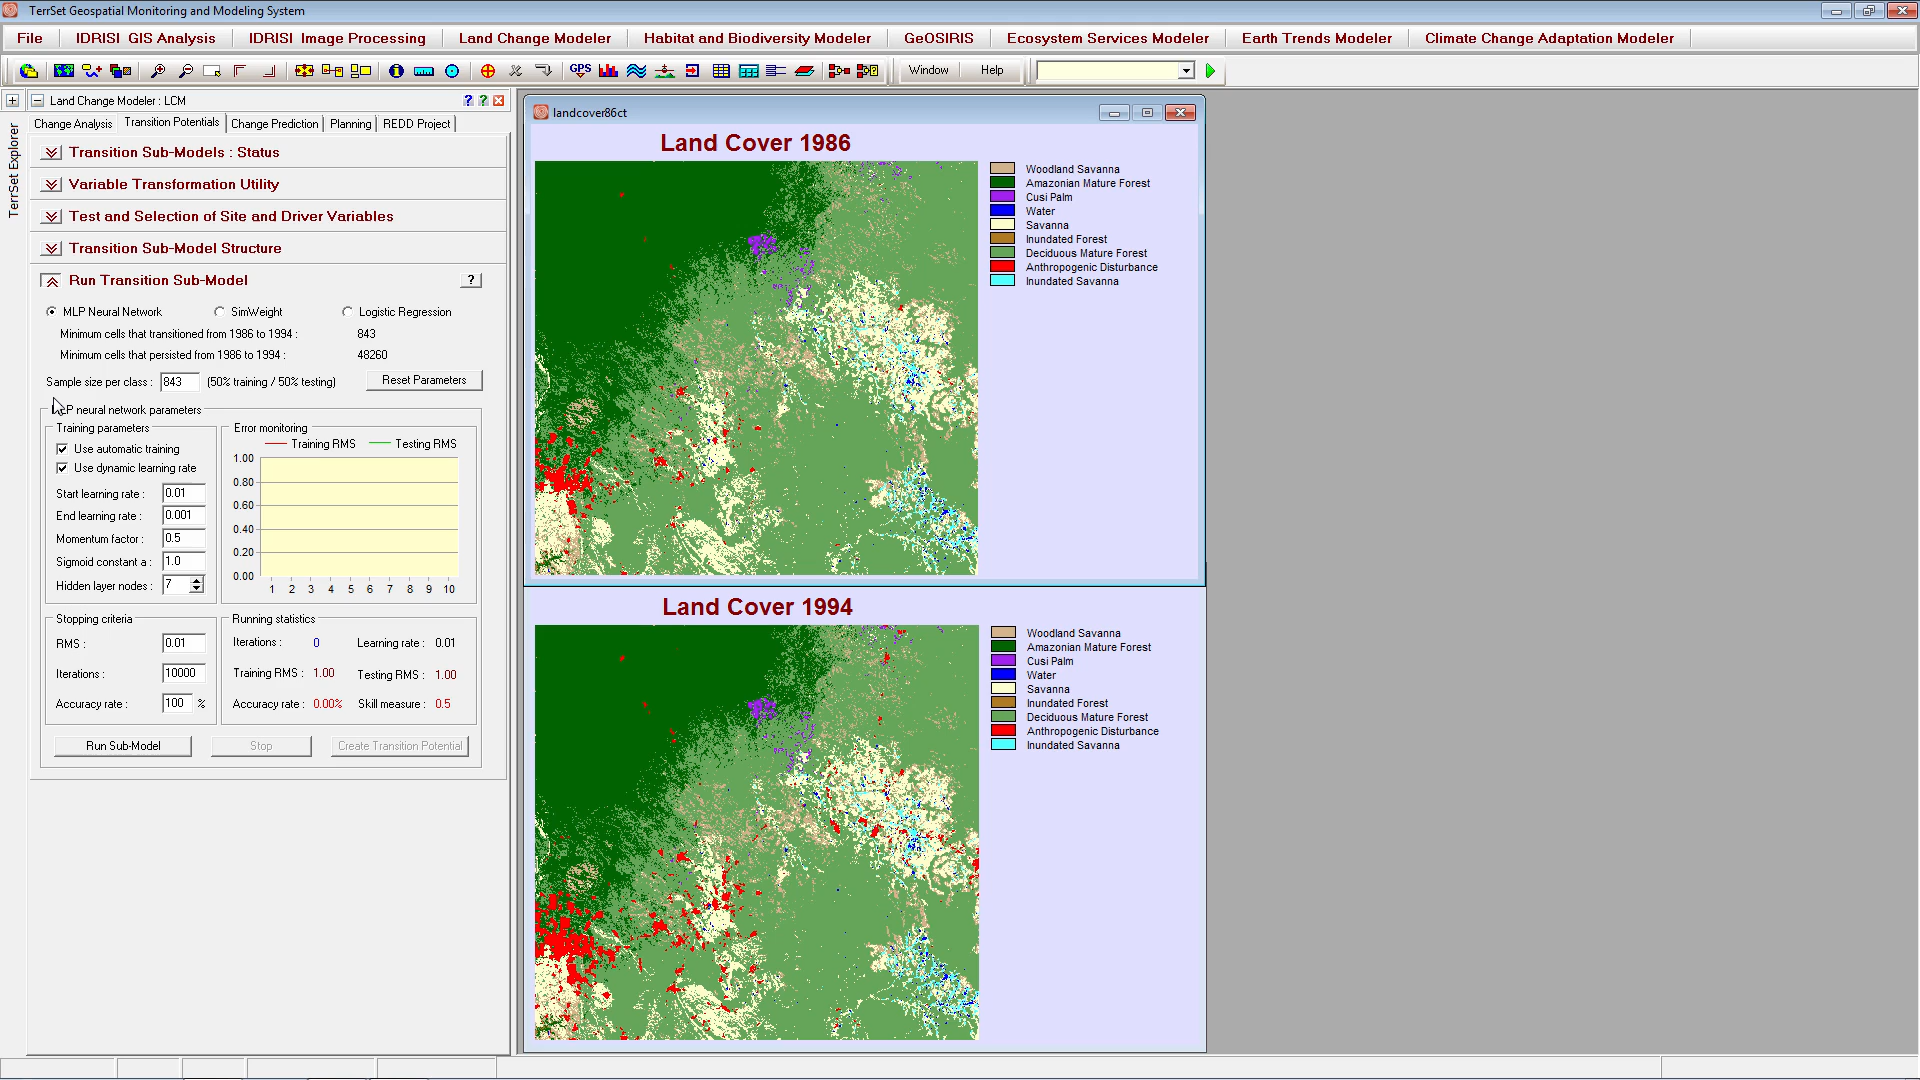 TerrSet Geospatial Monitoring and Modeling System
File IDRISI GIS Analysis IDRISI Image Processing Land Change Modeler Habitat and Biodiversity Modeler GeOSIRIS Ecosystem Services Modeler Earth Trends Modeler Climate Change Adaptation Modeler
GPS Window Help
TerrSet Explorer
Land Change Modeler : LCM
Change Analysis Transition Potentials Change Prediction Planning REDD Project
Transition Sub-Models : Status
Variable Transformation Utility
Test and Selection of Site and Driver Variables
Transition Sub-Model Structure
Run Transition Sub-Model ?
MLP Neural Network SimWeight Logistic Regression
Minimum cells that transitioned from 1986 to 1994 : 843
Minimum cells that persisted from 1986 to 1994 : 48260
Sample size per class : 843 (50% training / 50% testing) Reset Parameters
LP neural network parameters
Training parameters
Use automatic training
Use dynamic learning rate
Start learning rate : 0.01
End learning rate : 0.001
Momentum factor : 0.5
Sigmoid constant a : 1.0
Hidden layer nodes : 7
Error monitoring
Training RMS Testing RMS
1.00
0.80
0.60
0.40
0.20
0.00
1 2 3 4 5 6 7 8 9 10
Stopping criteria
RMS : 0.01
Iterations : 10000
Accuracy rate : 100 %
Running statistics
Iterations : 0 Learning rate : 0.01
Training RMS : 1.00 Testing RMS : 1.00
Accuracy rate : 0.00% Skill measure : 0.5
Run Sub-Model Stop Create Transition Potential
landcover86ct
Land Cover 1986
Woodland Savanna
Amazonian Mature Forest
Cusi Palm
Water
Savanna
Inundated Forest
Deciduous Mature Forest
Anthropogenic Disturbance
Inundated Savanna
Land Cover 1994
Woodland Savanna
Amazonian Mature Forest
Cusi Palm
Water
Savanna
Inundated Forest
Deciduous Mature Forest
Anthropogenic Disturbance
Inundated Savanna